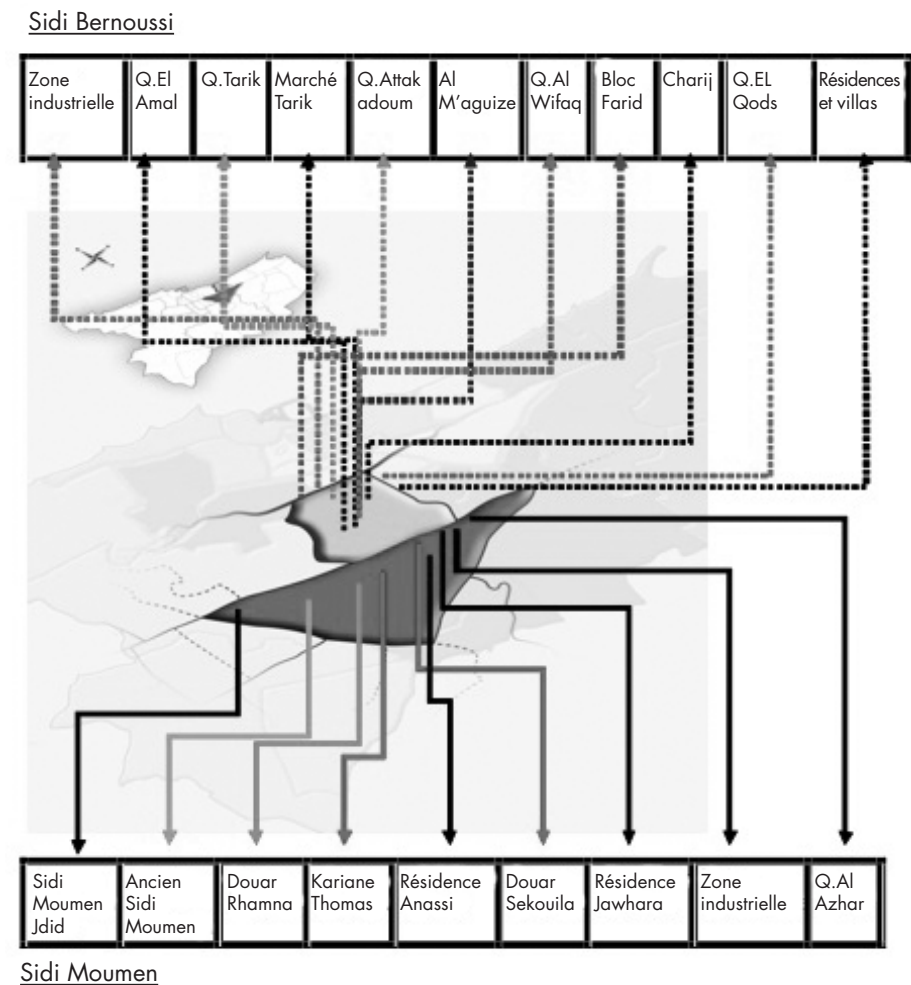 Sidi Bernoussi
Zone
industrielle
Q.El
Amal
Q.Tarik
Marché
Tarik
Q.Attak
adoum
Al
M'aguize
Q.Al
Wifaq
Bloc
Farid
Charij
Q.EL
Qods
Résidences
et villas
Sidi
Moumen
Jdid
Ancien
Sidi
Moumen
Douar
Rhamna
Kariane
Thomas
Résidence
Anassi
Douar
Sekouila
Résidence
Jawhara
Zone
industrielle
Q.Al
Azhar
Sidi Moumen